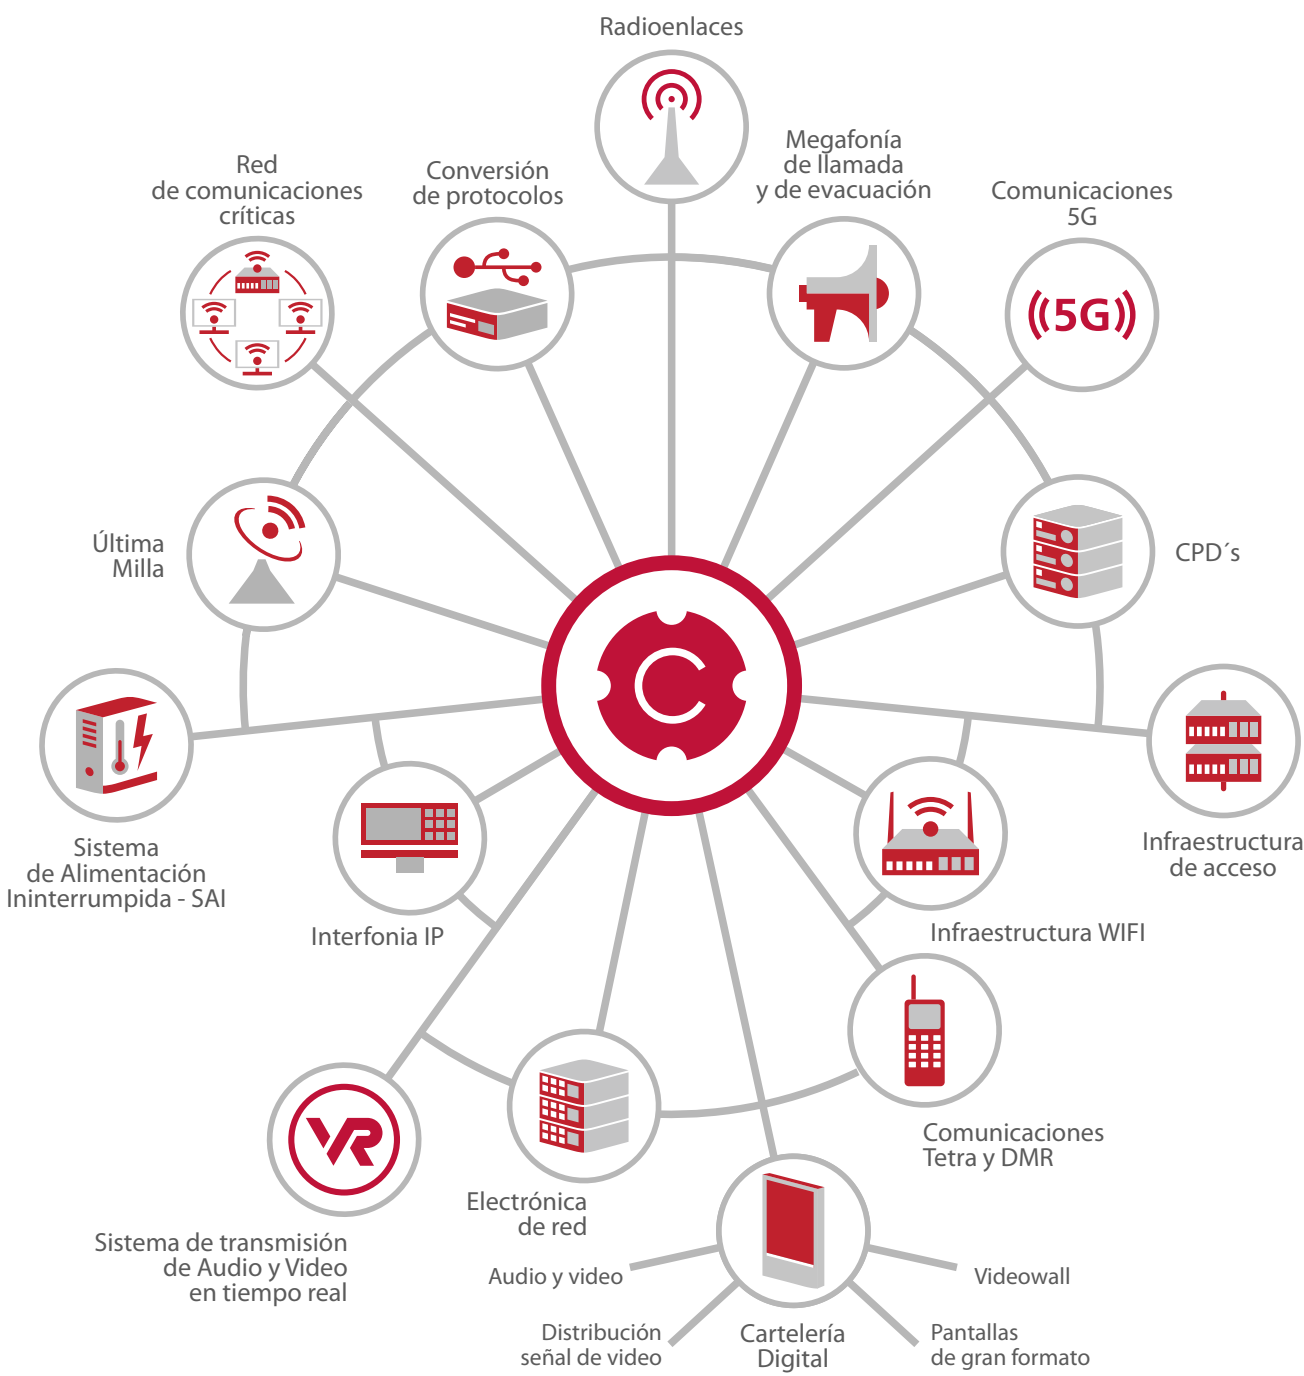 Radioenlaces
Megafonía
de llamada
y de evacuación
Red
de comunicaciones
críticas
Conversión
de protocolos
Comunicaciones
5G
((5G))
Última
Milla
CPD´s
C
Sistema
de Alimentación
Ininterrumpida - SAI
Infraestructura
de acceso
Interfonia IP
Infraestructura WIFI
VR
Comunicaciones
Tetra y DMR
Electrónica
de red
Sistema de transmisión
de Audio y Video
en tiempo real
Audio y video
Videowall
Distribución
señal de video
Cartelería
Digital
Pantallas
de gran formato